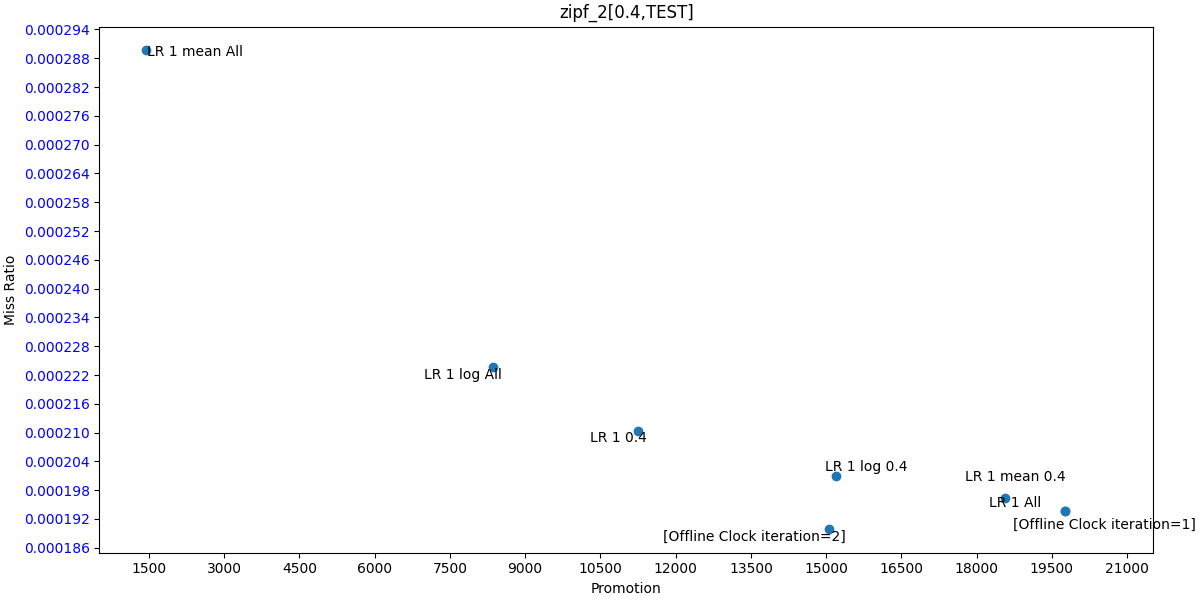 zipf_2[0.4,TEST]
0.000294
0.000288
0.000282
0.000276
0.000270
0.000264
0.000258
0.000252
0.000246
0.000240
0.000234
0.000228
0.000222
0.000216
0.000210
0.000204
0.000198
0.000192
0.000186
Miss Ratio
LR 1 mean All
LR 1 log All
LR 1 0.4
LR 1 log 0.4
LR 1 mean 0.4
LR 1 All
[Offline Clock iteration=1]
[Offline Clock iteration=2]
1500 3000 4500 6000 7500 9000 10500 12000 13500 15000 16500 18000 19500 21000
Promotion